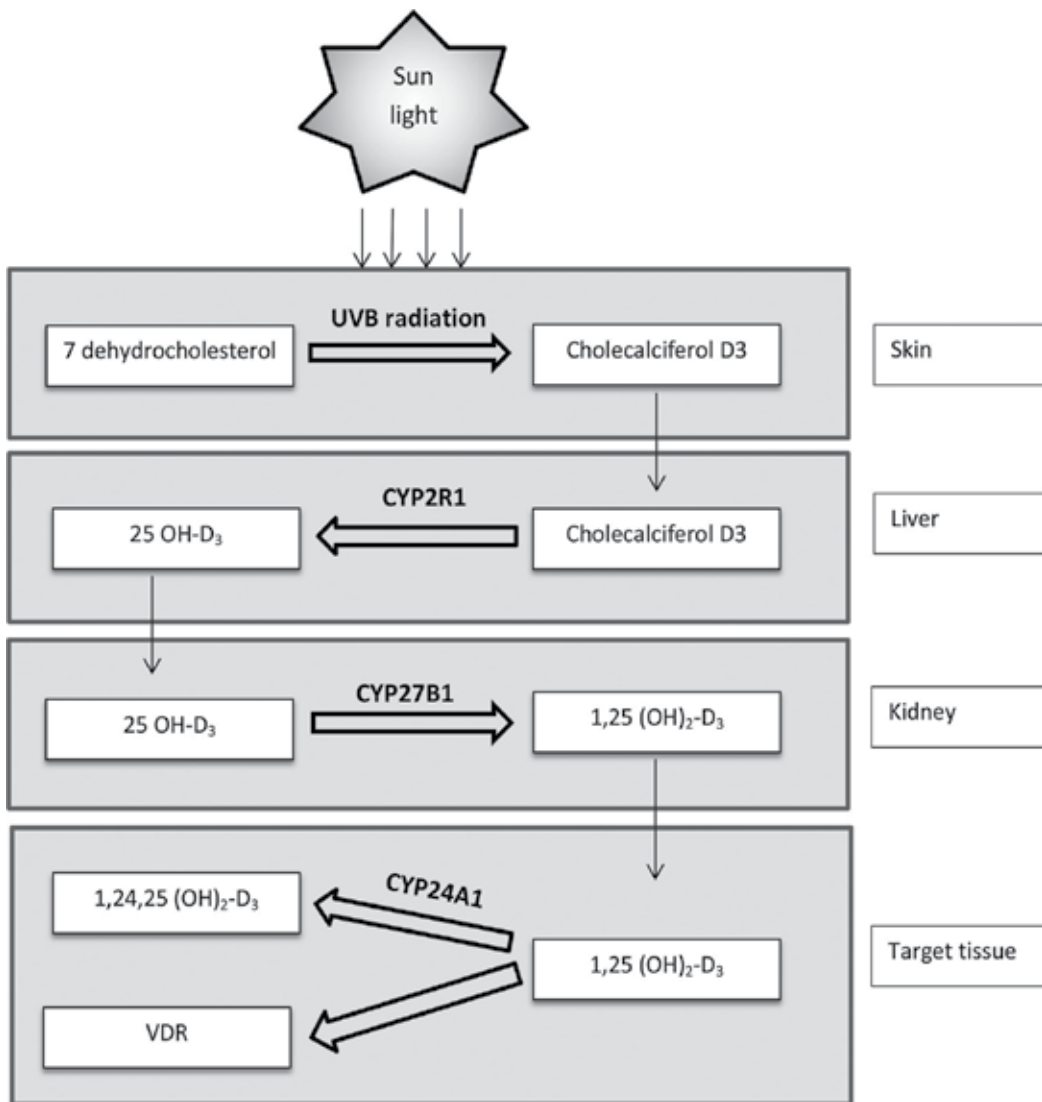 Sun
light
UVB radiation
7 dehydrocholesterol
Cholecalciferol D3
Skin
CYP2R1
25 OH-D₃
Cholecalciferol D3
Liver
CYP27B1
25 OH-D₃
1,25 (OH)₂-D₃
Kidney
CYP24A1
1,24,25 (OH)₂-D₃
1,25 (OH)₂-D₃
Target tissue
VDR